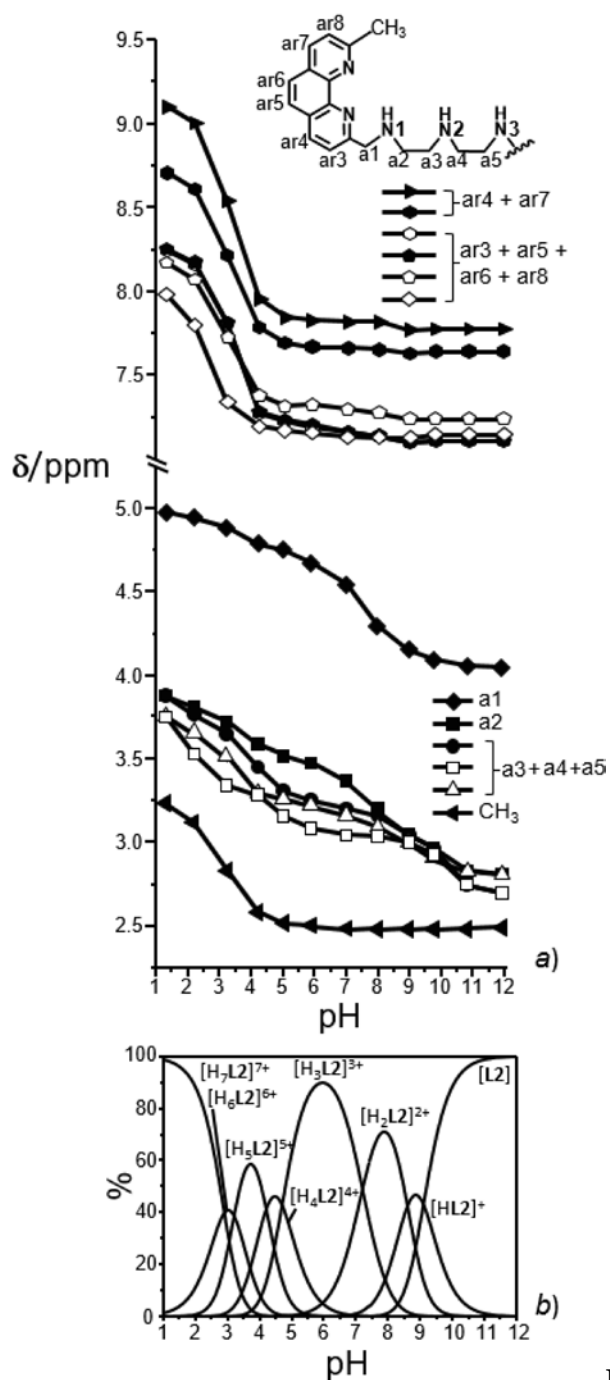 9.5
9.0
8.5
8.0
7.5
δ/ppm
5.0
4.5
4.0
3.5
3.0
2.5
ar8
CH₃
ar7
N
ar6
ar5
N
H
N1
H
N2
H
N3
ar4
ar3
a1
a2
a3
a4
a5
ar4 + ar7
ar3 + ar5 +
ar6 + ar8
a1
a2
a3+a4+a5
CH₃
a)
1 2 3 4 5 6 7 8 9 10 11 12
pH
[H₇L2]⁷⁺
[H₆L2]⁶⁺
[H₅L2]⁵⁺
[H₄L2]⁴⁺
[H₃L2]³⁺
[H₂L2]²⁺
[HL2]⁺
[L2]
100
80
60
40
20
0
%
b)
1 2 3 4 5 6 7 8 9 10 11 12
pH